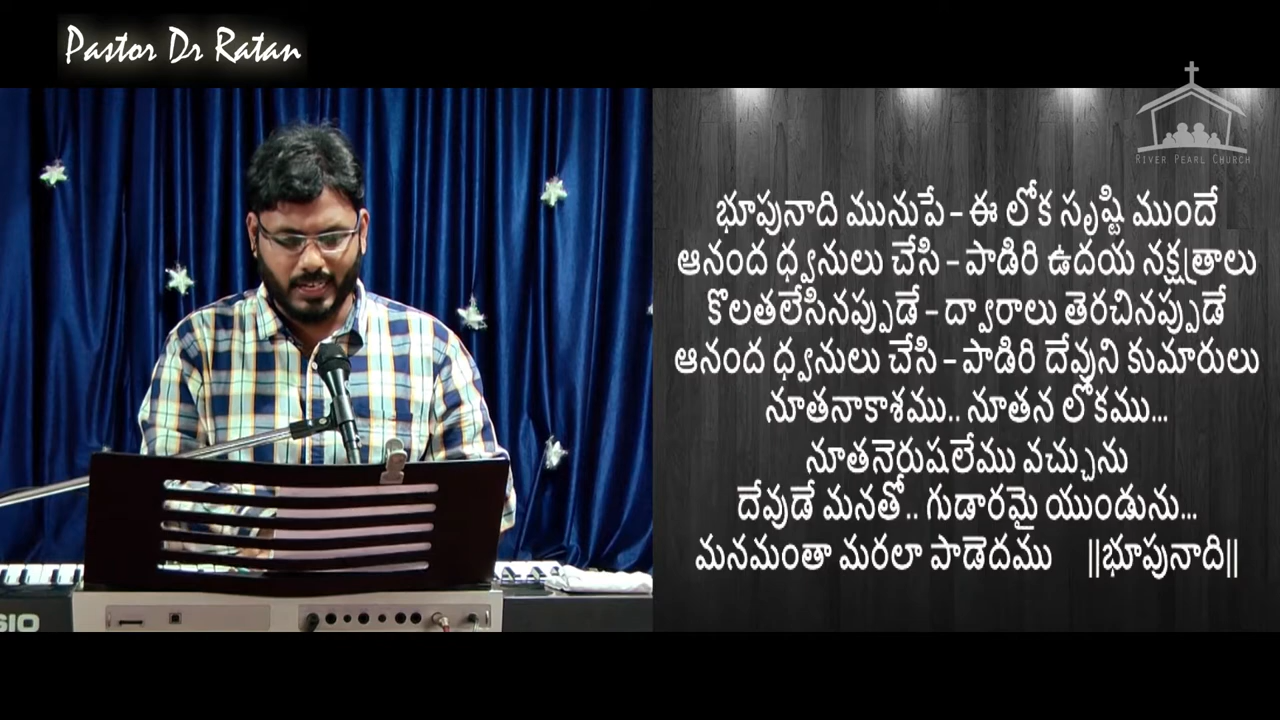 Pastor Dr Ratan
RIVER PEARL CHURCH
భూపునాది మునుపే – ఈ లోక సృష్టి ముందే
ఆనంద ధ్వనులు చేసి – పాడిరి ఉదయ నక్షత్రాలు
కొలతలేసినప్పుడే – ద్వారాలు తెరచినప్పుడే
ఆనంద ధ్వనులు చేసి – పాడిరి దేవుని కుమారులు
నూతనాకాశము.. నూతన లోకము...
నూతనెరుషలేము వచ్చును
దేవుడే మనతో.. గుడారమై యుండును...
మనమంతా మరలా పాడెదము ||భూపునాది||
SIO